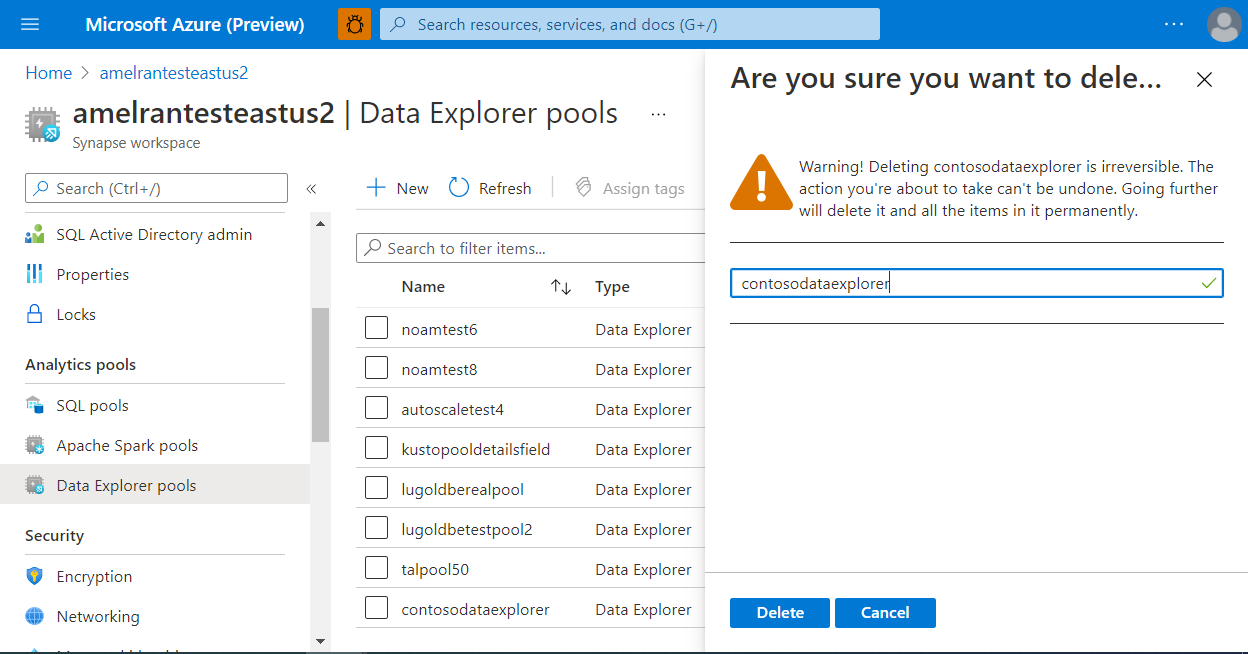 Microsoft Azure (Preview)
Search resources, services, and docs (G+/)
Home
amelrantesteastus2
amelrantesteastus2 | Data Explorer pools
Synapse workspace
Search (Ctrl+/)
SQL Active Directory admin
Properties
Locks
Analytics pools
SQL pools
Apache Spark pools
Data Explorer pools
Security
Encryption
Networking
New
Refresh
Assign tags
Search to filter items...
Name Type
noamtest6 Data Explorer
noamtest8 Data Explorer
autoscaletest4 Data Explorer
kustopooldetailsfield Data Explorer
lugoldberealpool Data Explorer
lugoldbetestpool2 Data Explorer
talpool50 Data Explorer
contosodataexplorer Data Explorer
Are you sure you want to dele...
Warning! Deleting contosodataexplorer is irreversible. The
action you're about to take can't be undone. Going further
will delete it and all the items in it permanently.
contosodataexplorer
Delete
Cancel